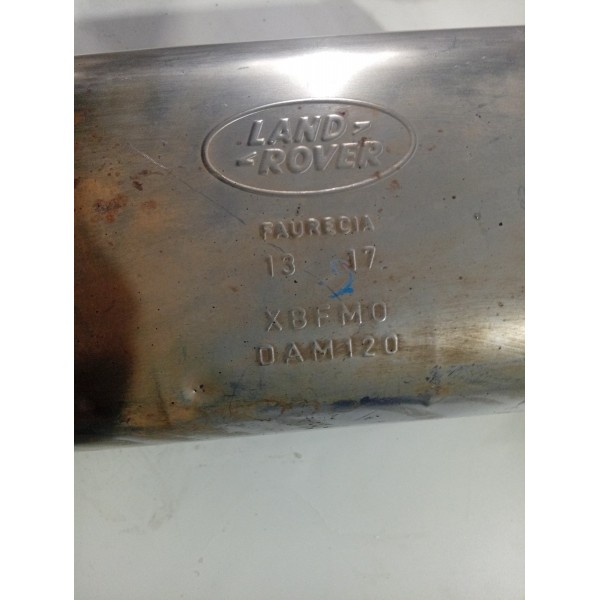 LAND
ROVER
FAURECIA
13 17
X8FM0
DAM120